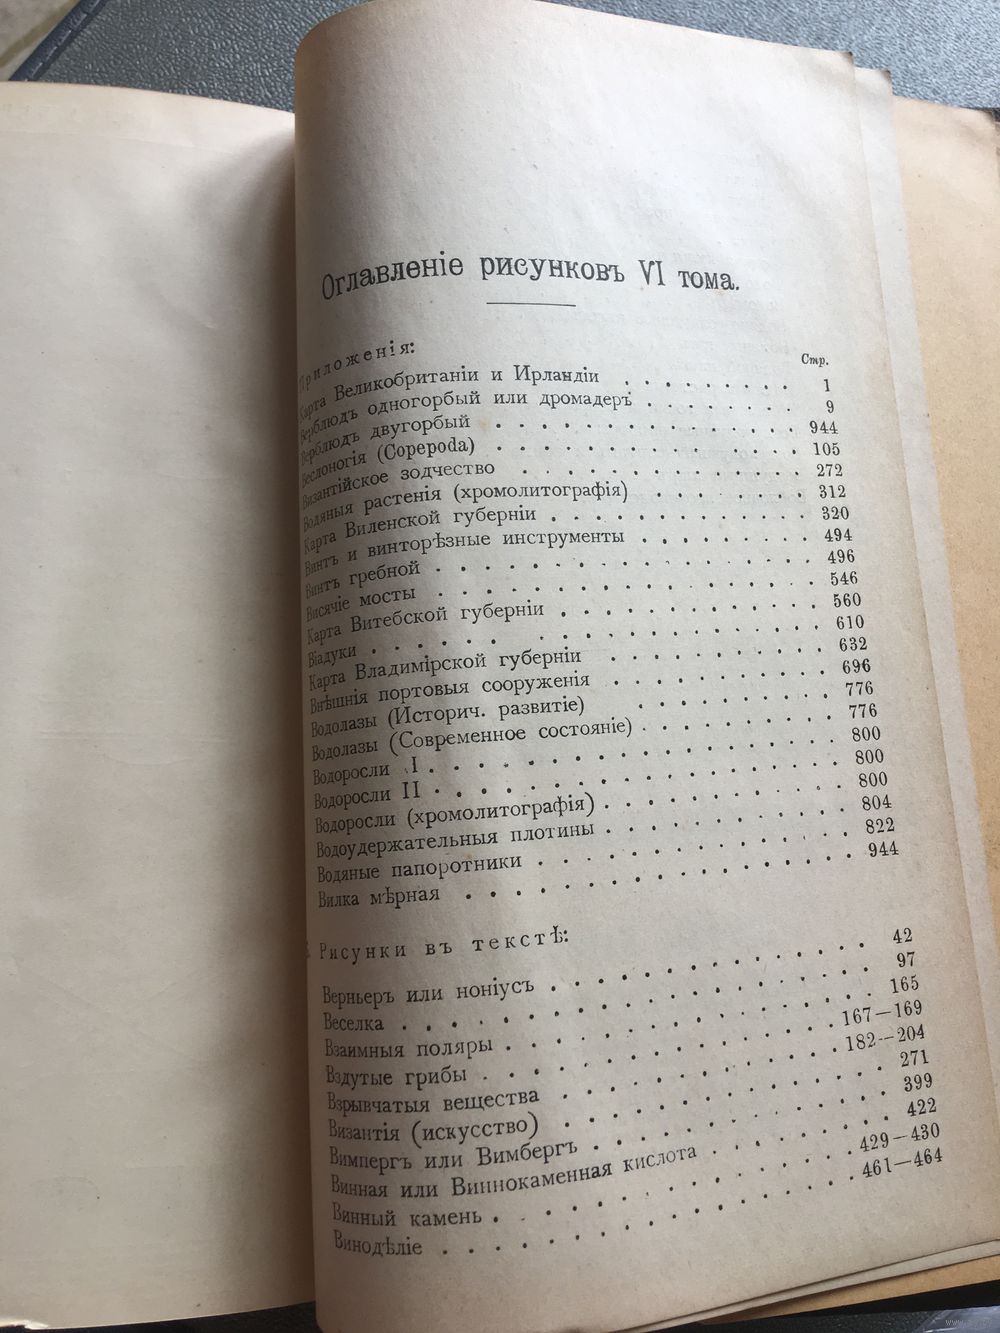 Оглавленіе рисунковъ VI тома.
Приложенія: Стр.
Карта Великобританіи и Ирландіи . . . . . . . . 1
Верблюдъ одногорбый или дромадеръ . . . . . . . 9
Верблюдъ двугорбый . . . . . . . . . . . . 944
Веслоногія (Copepoda) . . . . . . . . . . . 105
Византійское зодчество . . . . . . . . . . . 272
Водяныя растенія (хромолитографія) . . . . . . . 312
Карта Виленской губерніи . . . . . . . . . . 320
Винтъ и винторѣзные инструменты . . . . . . . . 494
Винтъ гребной . . . . . . . . . . . . . . 496
Висячіе мосты . . . . . . . . . . . . . . 546
Карта Витебской губерніи . . . . . . . . . . 560
Віадуки . . . . . . . . . . . . . . . . 610
Карта Владимірской губерніи . . . . . . . . . 632
Внѣшнія портовыя сооруженія . . . . . . . . . 696
Водолазы (Историч. развитіе) . . . . . . . . . 776
Водолазы (Современное состояніе) . . . . . . . . 776
Водоросли I . . . . . . . . . . . . . . . 800
Водоросли II . . . . . . . . . . . . . . 800
Водоросли (хромолитографія) . . . . . . . . . . 800
Водоудержательныя плотины . . . . . . . . . . 804
Водяные папоротники . . . . . . . . . . . . 822
Вилка мѣрная . . . . . . . . . . . . . . 944
Рисунки въ текстѣ:
Верньеръ или ноніусъ . . . . . . . . . . . . 42
Веселка . . . . . . . . . . . . . . . . 97
Взаимныя поляры . . . . . . . . . . . . . 165
Вздутые грибы . . . . . . . . . . . . . 167—169
Взрывчатыя вещества . . . . . . . . . . 182—204
Византія (искусство) . . . . . . . . . . . . 271
Вимпергъ или Вимбергъ . . . . . . . . . . . 399
Винная или Виннокаменная кислота . . . . . . . 422
Винный камень . . . . . . . . . . . . 429—430
Винодѣліе . . . . . . . . . . . . . . 461—464